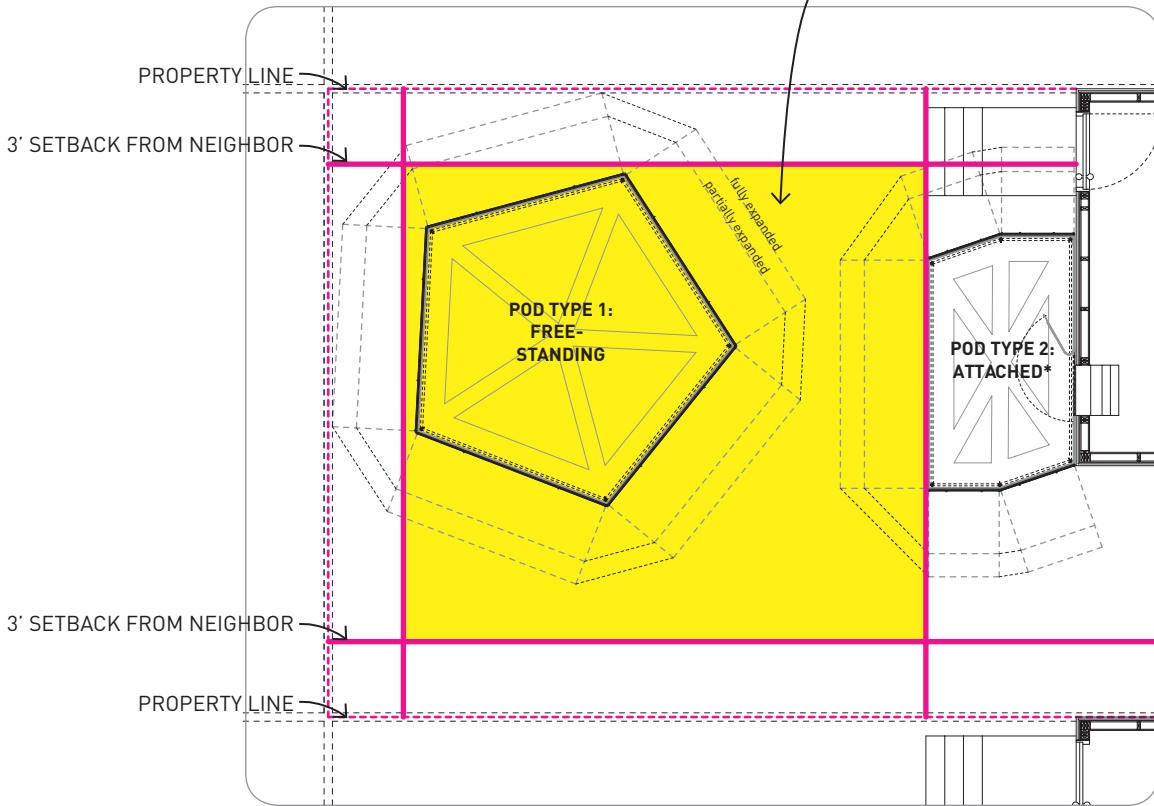 PROPERTY LINE
3’ SETBACK FROM NEIGHBOR
fully expanded
partially expanded
POD TYPE 1:
FREE-
STANDING
POD TYPE 2:
ATTACHED*
3’ SETBACK FROM NEIGHBOR
PROPERTY LINE